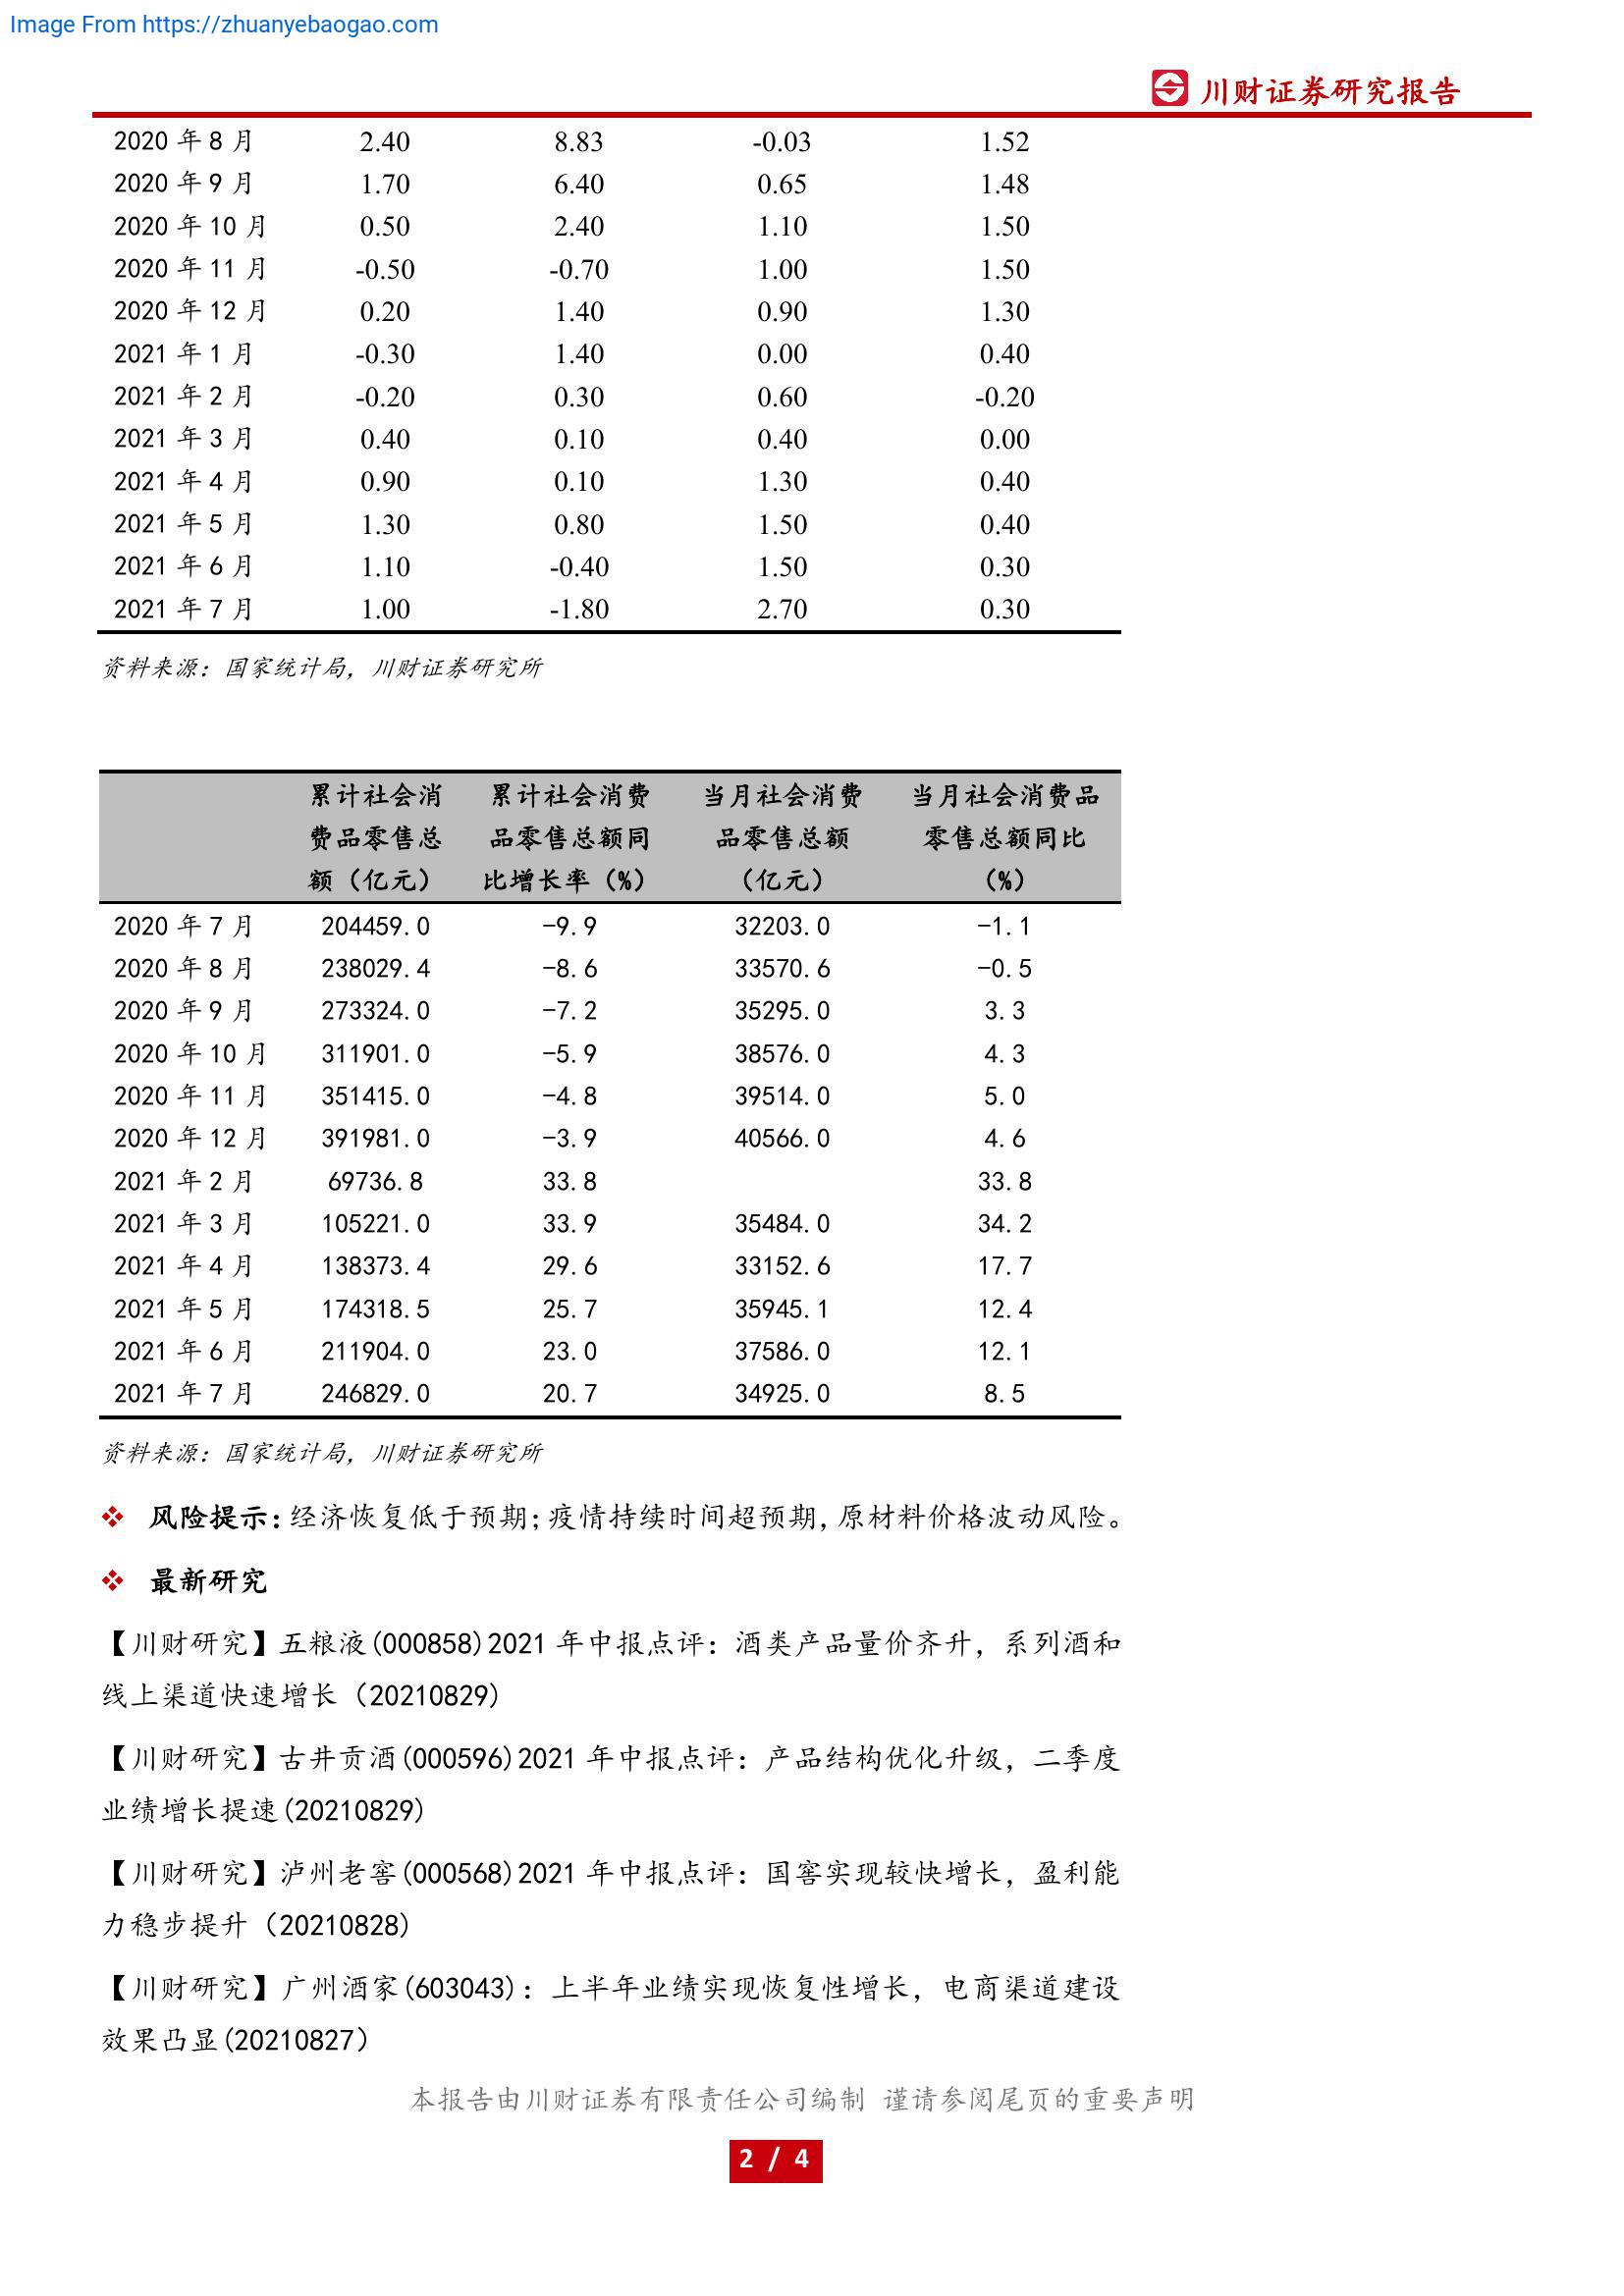 Image From https://zhuanyebaogao.com
川财证券研究报告
2020 年 8 月 2.40 8.83 -0.03 1.52
2020 年 9 月 1.70 6.40 0.65 1.48
2020 年 10 月 0.50 2.40 1.10 1.50
2020 年 11 月 -0.50 -0.70 1.00 1.50
2020 年 12 月 0.20 1.40 0.90 1.30
2021 年 1 月 -0.30 1.40 0.00 0.40
2021 年 2 月 -0.20 0.30 0.60 -0.20
2021 年 3 月 0.40 0.10 0.40 0.00
2021 年 4 月 0.90 0.10 1.30 0.40
2021 年 5 月 1.30 0.80 1.50 0.40
2021 年 6 月 1.10 -0.40 1.50 0.30
2021 年 7 月 1.00 -1.80 2.70 0.30
资料来源：国家统计局，川财证券研究所
累计社会消 累计社会消费 当月社会消费 当月社会消费品
费品零售总 品零售总额同 品零售总额 零售总额同比
额（亿元） 比增长率（%） （亿元） （%）
2020 年 7 月 204459.0 -9.9 32203.0 -1.1
2020 年 8 月 238029.4 -8.6 33570.6 -0.5
2020 年 9 月 273324.0 -7.2 35295.0 3.3
2020 年 10 月 311901.0 -5.9 38576.0 4.3
2020 年 11 月 351415.0 -4.8 39514.0 5.0
2020 年 12 月 391981.0 -3.9 40566.0 4.6
2021 年 2 月 69736.8 33.8 33.8
2021 年 3 月 105221.0 33.9 35484.0 34.2
2021 年 4 月 138373.4 29.6 33152.6 17.7
2021 年 5 月 174318.5 25.7 35945.1 12.4
2021 年 6 月 211904.0 23.0 37586.0 12.1
2021 年 7 月 246829.0 20.7 34925.0 8.5
资料来源：国家统计局，川财证券研究所
❖ 风险提示：经济恢复低于预期；疫情持续时间超预期，原材料价格波动风险。
❖ 最新研究
【川财研究】五粮液(000858)2021 年中报点评：酒类产品量价齐升，系列酒和
线上渠道快速增长（20210829）
【川财研究】古井贡酒(000596)2021 年中报点评：产品结构优化升级，二季度
业绩增长提速(20210829)
【川财研究】泸州老窖(000568)2021 年中报点评：国窖实现较快增长，盈利能
力稳步提升（20210828）
【川财研究】广州酒家(603043)：上半年业绩实现恢复性增长，电商渠道建设
效果凸显(20210827）
本报告由川财证券有限责任公司编制 谨请参阅尾页的重要声明
2 / 4